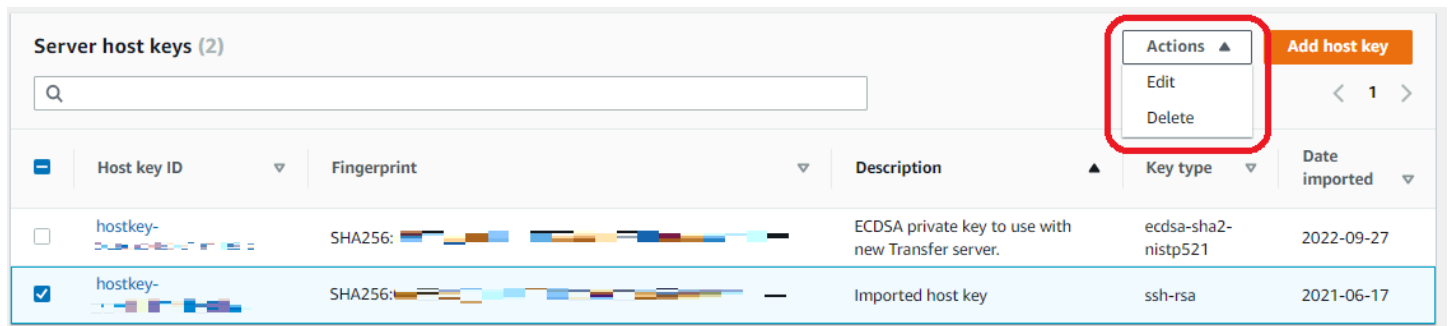 Server host keys (2)
Actions
Add host key
Edit
1
Delete
Host key ID
Fingerprint
Description
Key type
Date
imported
hostkey-
SHA256:
ECDSA private key to use with
new Transfer server.
ecdsa-sha2-
nistp521
2022-09-27
hostkey-
SHA256:
Imported host key
ssh-rsa
2021-06-17